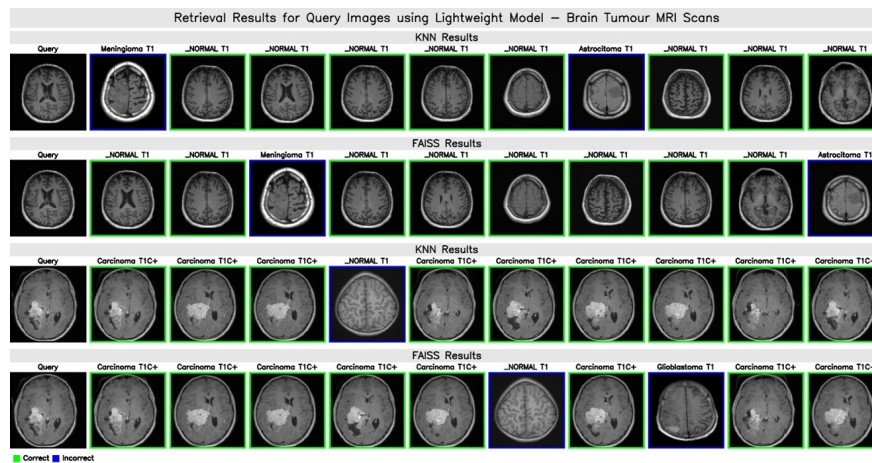 Retrieval Results for Query Images using Lightweight Model – Brain Tumour MRI Scans
KNN Results
Query Meningioma T1 _NORMAL T1 _NORMAL T1 _NORMAL T1 _NORMAL T1 _NORMAL T1 Astrocitoma T1 _NORMAL T1 _NORMAL T1 _NORMAL T1
FAISS Results
Query _NORMAL T1 _NORMAL T1 Meningioma T1 _NORMAL T1 _NORMAL T1 _NORMAL T1 _NORMAL T1 _NORMAL T1 _NORMAL T1 Astrocitoma T1
KNN Results
Query Carcinoma T1C+ Carcinoma T1C+ Carcinoma T1C+ _NORMAL T1 Carcinoma T1C+ Carcinoma T1C+ Carcinoma T1C+ Carcinoma T1C+ Carcinoma T1C+ Carcinoma T1C+
FAISS Results
Query Carcinoma T1C+ Carcinoma T1C+ Carcinoma T1C+ Carcinoma T1C+ Carcinoma T1C+ _NORMAL T1 Carcinoma T1C+ Glioblastoma T1 Carcinoma T1C+ Carcinoma T1C+
Correct Incorrect